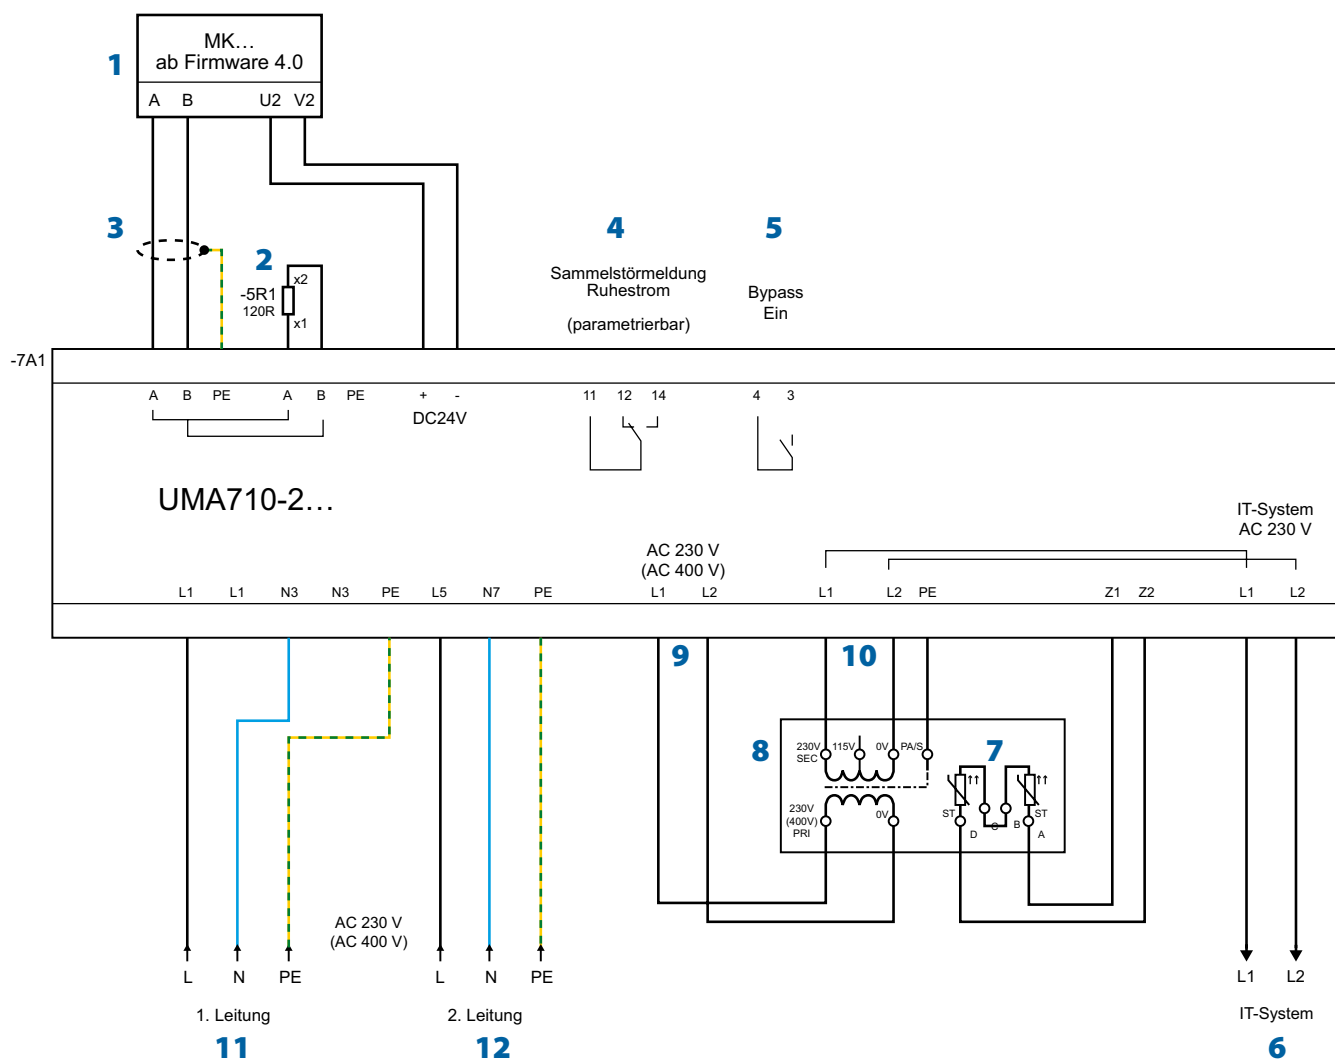 MK…
ab Firmware 4.0
1
A B U2 V2
3
2
4
5
x2
-5R1
120R
x1
Sammelstörmeldung
Ruhestrom
(parametrierbar)
Bypass
Ein
-7A1
A B PE A B PE + - 11 12 14 4 3
DC24V
UMA710-2…
IT-System
AC 230 V
AC 230 V
(AC 400 V)
L1 L1 N3 N3 PE L5 N7 PE L1 L2 L1 L2 PE Z1 Z2 L1 L2
9
10
8
7
230V
SEC
115V
0V
PA/S
230V
(400V)
PRI
0V
ST
D
C
B
ST
A
AC 230 V
(AC 400 V)
L N PE L N PE L1 L2
1. Leitung
2. Leitung
IT-System
11
12
6